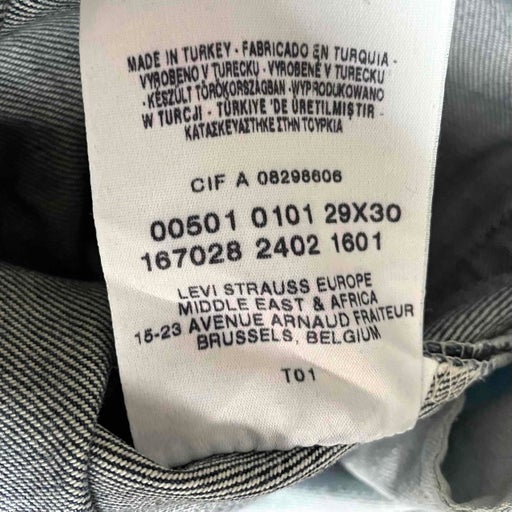 MADE IN TURKEY - FABRICADO EN TURQUIA -
VYROBENO V TURECKU - VYROBENÉ V TURECKU
- KÉSZÜLT TÖRÖKORSZÁGBAN - WYPRODUKOWANO
W TURCJI - TÜRKİYE 'DE ÜRETİLMİŞTİR -
ΚΑΤΑΣΚΕΥΑΣΤΗΚΕ ΣΤΗΝ ΤΟΥΡΚΙΑ
CIF A 08298606
00501 0101 29X30
167028 2402 1601
LEVI STRAUSS EUROPE
MIDDLE EAST & AFRICA
15-23 AVENUE ARNAUD FRAITEUR
BRUSSELS, BELGIUM
T01